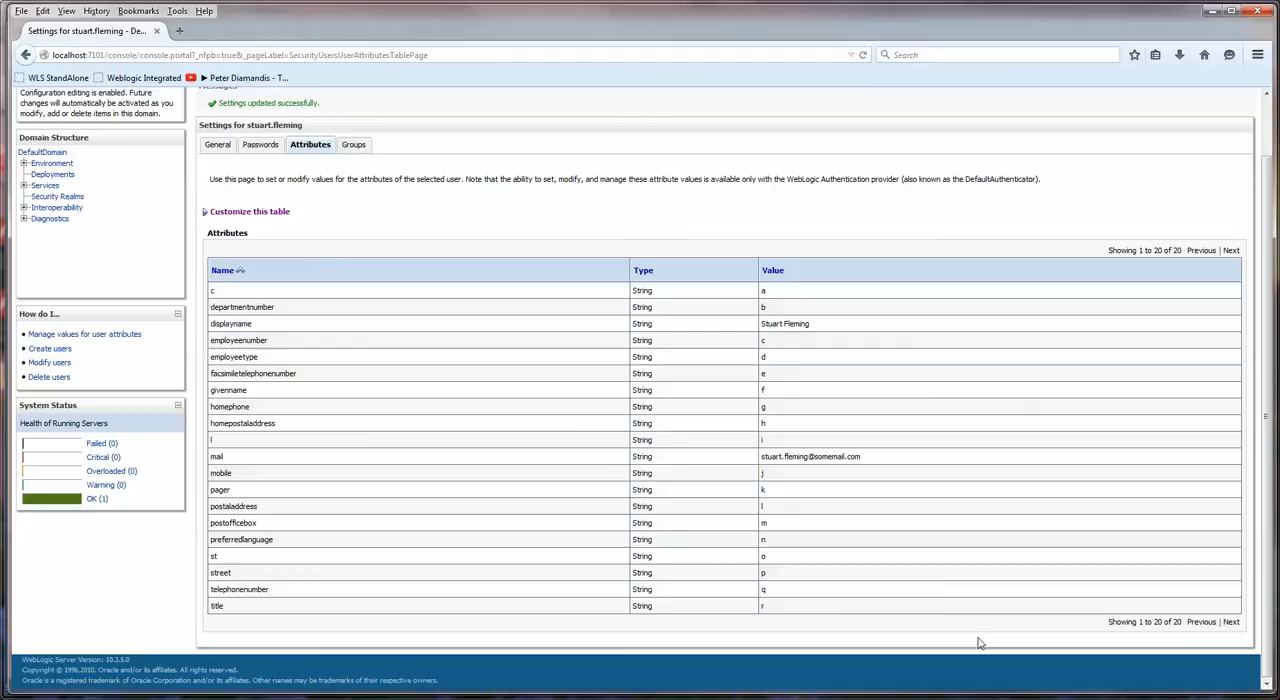 File Edit View History Bookmarks Tools Help
Settings for stuart.fleming - De...
localhost:7101/console/console.portal?_nfpb=true&_pageLabel=SecurityUsersUserAttributesTablePage
Search
WLS StandAlone Weblogic Integrated Peter Diamandis - T...
Configuration editing is enabled. Future
changes will automatically be activated as you
modify, add or delete items in this domain.
Domain Structure
DefaultDomain
Environment
Deployments
Services
Security Realms
Interoperability
Diagnostics
How do I...
Manage values for user attributes
Create users
Modify users
Delete users
System Status
Health of Running Servers
Failed (0)
Critical (0)
Overloaded (0)
Warning (0)
OK (1)
Messages
Settings updated successfully.
Settings for stuart.fleming
General Passwords Attributes Groups
Use this page to set or modify values for the attributes of the selected user. Note that the ability to set, modify, and manage these attribute values is available only with the WebLogic Authentication provider (also known as the DefaultAuthenticator).
Customize this table
Attributes
Showing 1 to 20 of 20 Previous | Next
Name Type Value
c String a
departmentnumber String b
displayname String Stuart Fleming
employeenumber String c
employeetype String d
facsimiletelephonenumber String e
givenname String f
homephone String g
homepostaladdress String h
l String i
mail String stuart.fleming@somemail.com
mobile String j
pager String k
postaladdress String l
postofficebox String m
preferredlanguage String n
st String o
street String p
telephonenumber String q
title String r
Showing 1 to 20 of 20 Previous | Next
WebLogic Server Version: 10.3.5.0
Copyright © 1996,2010, Oracle and/or its affiliates. All rights reserved.
Oracle is a registered trademark of Oracle Corporation and/or its affiliates. Other names may be trademarks of their respective owners.